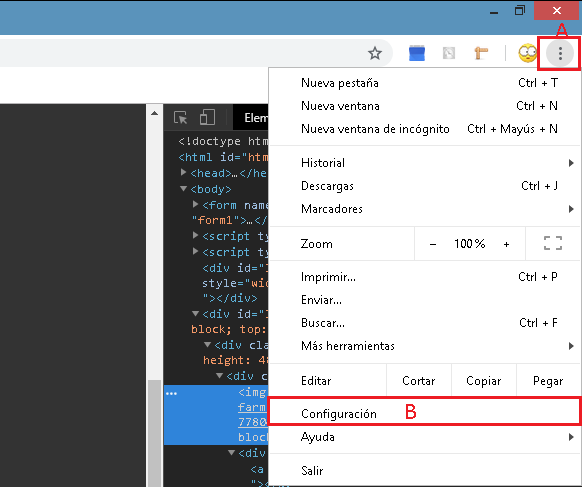 A
Nueva pestaña Ctrl + T
Nueva ventana Ctrl + N
Nueva ventana de incógnito Ctrl + Mayús + N
Historial
Descargas Ctrl + J
Marcadores
Zoom − 100 % +
Imprimir... Ctrl + P
Enviar...
Buscar... Ctrl + F
Más herramientas
Editar Cortar Copiar Pegar
Configuración B
Ayuda
Salir
Elem
<!doctype htm
<html id="htm
<head>…</he
<body>
<form nam
"form1">…</
<script ty
<script ty
<div id="
style="wid
"></div>
<div id="
block; top:
<div cla
height: 4
<div c
<img
farm
7780
block
<div
<a
"></